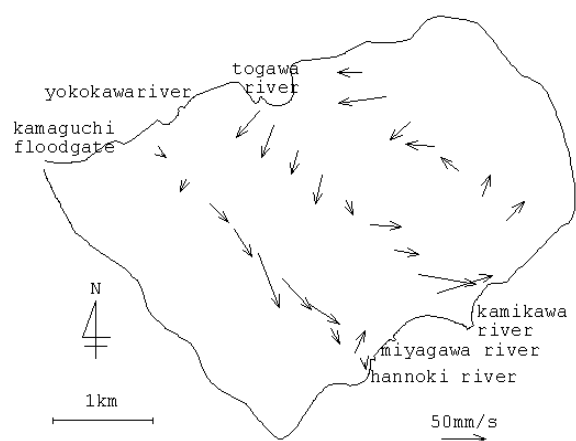 togawa
river
yokokawariver
kamaguchi
floodgate
N
kamikawa
river
miyagawa river
hannoki river
1km
50mm/s